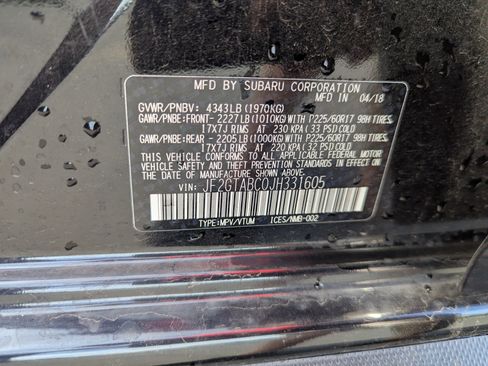 MFD BY SUBARU CORPORATION
MFD IN 04/18
GVWR/PNBV: 4343LB (1970KG)
GAWR/PNBE:FRONT- 2227LB(1010KG)WITH P225/60R17 98H TIRES,
17X7J RIMS AT 230 KPA ( 33 PSI)COLD
GAWR/PNBE:REAR - 2205LB(1000KG)WITH P225/60R17 98H TIRES,
17X7J RIMS AT 220 KPA ( 32 PSI)COLD
THIS VEHICLE CONFORMS TO ALL APPLICABLE FEDERAL MOTOR
VEHICLE SAFETY AND BUMPER STANDARDS IN EFFECT ON
THE DATE OF MANUFACTURE SHOWN ABOVE
VIN: JF2GTABC0JH331605
TYPE:MPV/VTUM ICES/NMB-002